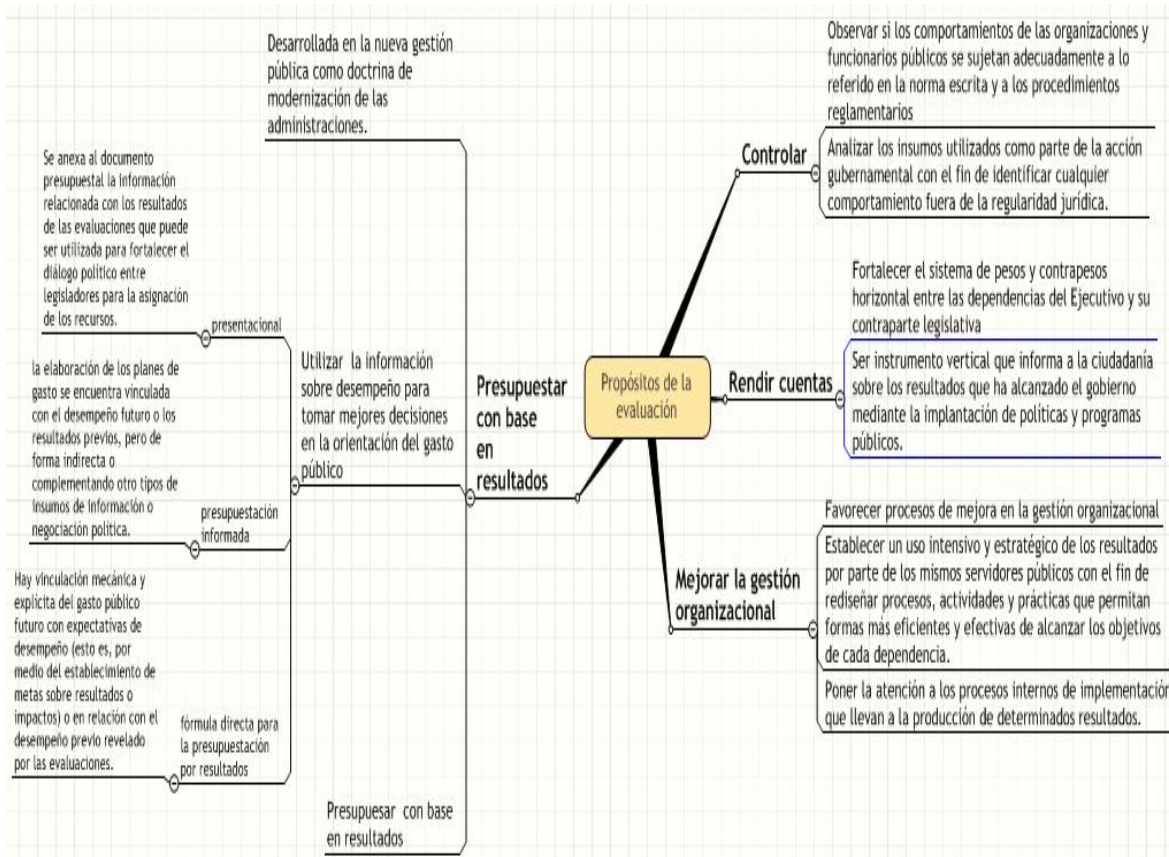 Propósitos de la
evaluación
Controlar
Observar si los comportamientos de las organizaciones y
funcionarios públicos se sujetan adecuadamente a lo
referido en la norma escrita y a los procedimientos
reglamentarios
Analizar los insumos utilizados como parte de la acción
gubernamental con el fin de identificar cualquier
comportamiento fuera de la regularidad jurídica.
Rendir cuentas
Fortalecer el sistema de pesos y contrapesos
horizontal entre las dependencias del Ejecutivo y su
contraparte legislativa
Ser instrumento vertical que informa a la ciudadanía
sobre los resultados que ha alcanzado el gobierno
mediante la implantación de políticas y programas
públicos.
Mejorar la gestión
organizacional
Favorecer procesos de mejora en la gestión organizacional
Establecer un uso intensivo y estratégico de los resultados
por parte de los mismos servidores públicos con el fin de
rediseñar procesos, actividades y prácticas que permitan
formas más eficientes y efectivas de alcanzar los objetivos
de cada dependencia.
Poner la atención a los procesos internos de implementación
que llevan a la producción de determinados resultados.
Presupuestar
con base
en
resultados
Desarrollada en la nueva gestión
pública como doctrina de
modernización de las
administraciones.
Utilizar la información
sobre desempeño para
tomar mejores decisiones
en la orientación del gasto
público
presentacional
Se anexa al documento
presupuestal la información
relacionada con los resultados
de las evaluaciones que puede
ser utilizada para fortalecer el
diálogo político entre
legisladores para la asignación
de los recursos.
presupuestación
informada
la elaboración de los planes de
gasto se encuentra vinculada
con el desempeño futuro o los
resultados previos, pero de
forma indirecta o
complementando otro tipos de
insumos de información o
negociación política.
fórmula directa para
la presupuestación
por resultados
Hay vinculación mecánica y
explícita del gasto público
futuro con expectativas de
desempeño (esto es, por
medio del establecimiento de
metas sobre resultados o
impactos) o en relación con el
desempeño previo revelado
por las evaluaciones.
Presupuesar con base
en resultados